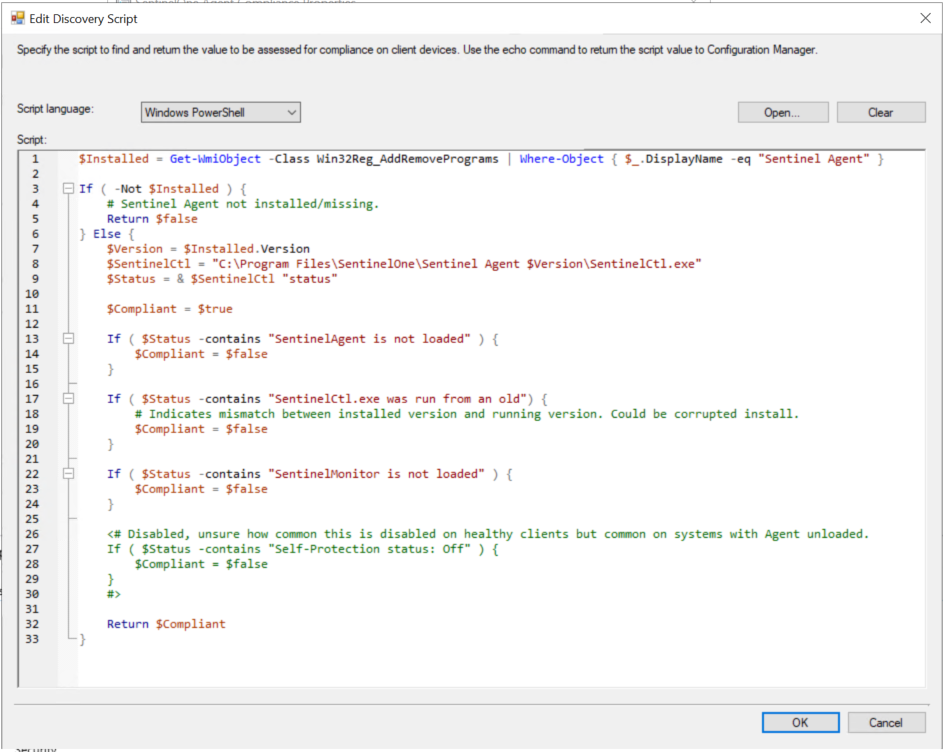 SentinelOne Agent Compliance Properties
Edit Discovery Script
Specify the script to find and return the value to be assessed for compliance on client devices. Use the echo command to return the script value to Configuration Manager.
Script language:
Windows PowerShell
Open...
Clear
Script:
1 $Installed = Get-WmiObject -Class Win32Reg_AddRemovePrograms | Where-Object { $_.DisplayName -eq "Sentinel Agent" }
2
3 If ( -Not $Installed ) {
4 # Sentinel Agent not installed/missing.
5 Return $false
6 } Else {
7 $Version = $Installed.Version
8 $SentinelCtl = "C:\Program Files\SentinelOne\Sentinel Agent $Version\SentinelCtl.exe"
9 $Status = & $SentinelCtl "status"
10
11 $Compliant = $true
12
13 If ( $Status -contains "SentinelAgent is not loaded" ) {
14 $Compliant = $false
15 }
16
17 If ( $Status -contains "SentinelCtl.exe was run from an old") {
18 # Indicates mismatch between installed version and running version. Could be corrupted install.
19 $Compliant = $false
20 }
21
22 If ( $Status -contains "SentinelMonitor is not loaded" ) {
23 $Compliant = $false
24 }
25
26 <# Disabled, unsure how common this is disabled on healthy clients but common on systems with Agent unloaded.
27 If ( $Status -contains "Self-Protection status: Off" ) {
28 $Compliant = $false
29 }
30 #>
31
32 Return $Compliant
33 }
OK
Cancel